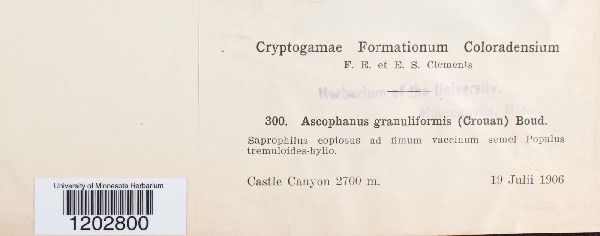 Cryptogamae Formationum Coloradensium
F. E. et E. S. Clements
Herbarium of the University,
300. Ascophanus granuliformis (Crouan) Boud.
Saprophilus copiosus ad fimum vaccinum semel Populus
tremuloides-hylio.
Castle Canyon 2700 m. 19 Julii 1906
University of Minnesota Herbarium
1202800